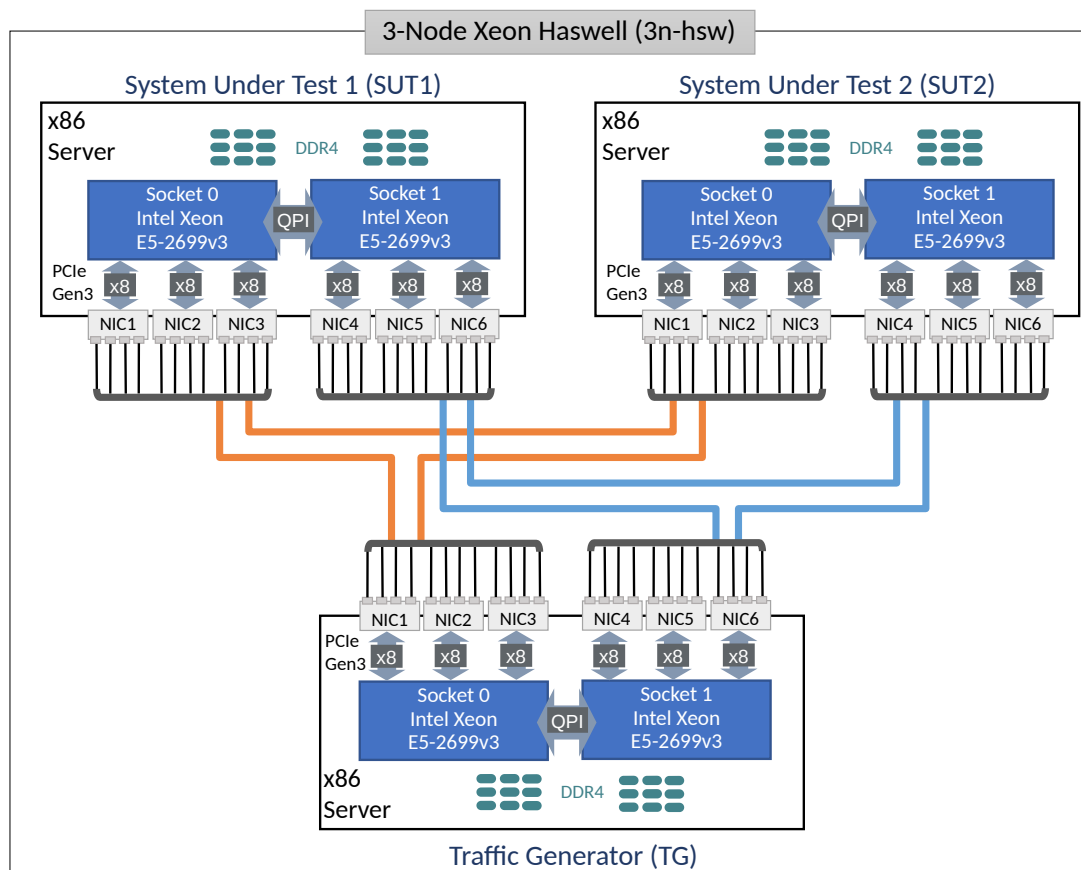 3-Node Xeon Haswell (3n-hsw)
System Under Test 1 (SUT1)
x86
Server
DDR4
Socket 0
Intel Xeon
E5-2699v3
QPI
Socket 1
Intel Xeon
E5-2699v3
PCIe
Gen3
x8
x8
x8
x8
x8
x8
NIC1
NIC2
NIC3
NIC4
NIC5
NIC6
System Under Test 2 (SUT2)
x86
Server
DDR4
Socket 0
Intel Xeon
E5-2699v3
QPI
Socket 1
Intel Xeon
E5-2699v3
PCIe
Gen3
x8
x8
x8
x8
x8
x8
NIC1
NIC2
NIC3
NIC4
NIC5
NIC6
NIC1
NIC2
NIC3
NIC4
NIC5
NIC6
PCIe
Gen3
x8
x8
x8
x8
x8
x8
Socket 0
Intel Xeon
E5-2699v3
QPI
Socket 1
Intel Xeon
E5-2699v3
x86
Server
DDR4
Traffic Generator (TG)